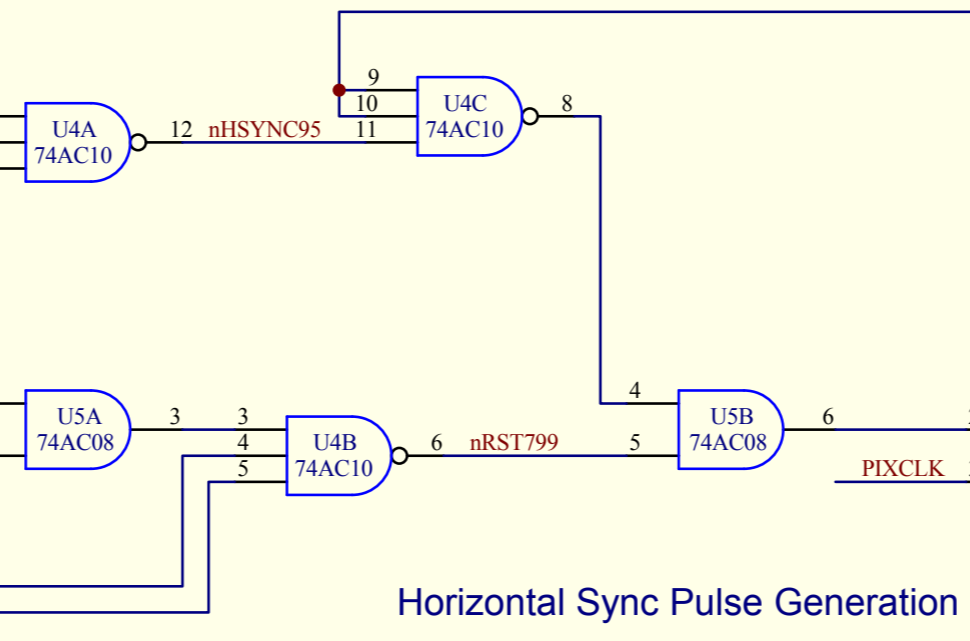 9
U4C
10
8
74AC10
11
U4A
12
nHSYNC95
74AC10
4
U5A
3
3
U5B
6
74AC08
4
U4B
6
nRST799
5
74AC08
5
74AC10
PIXCLK
Horizontal Sync Pulse Generation